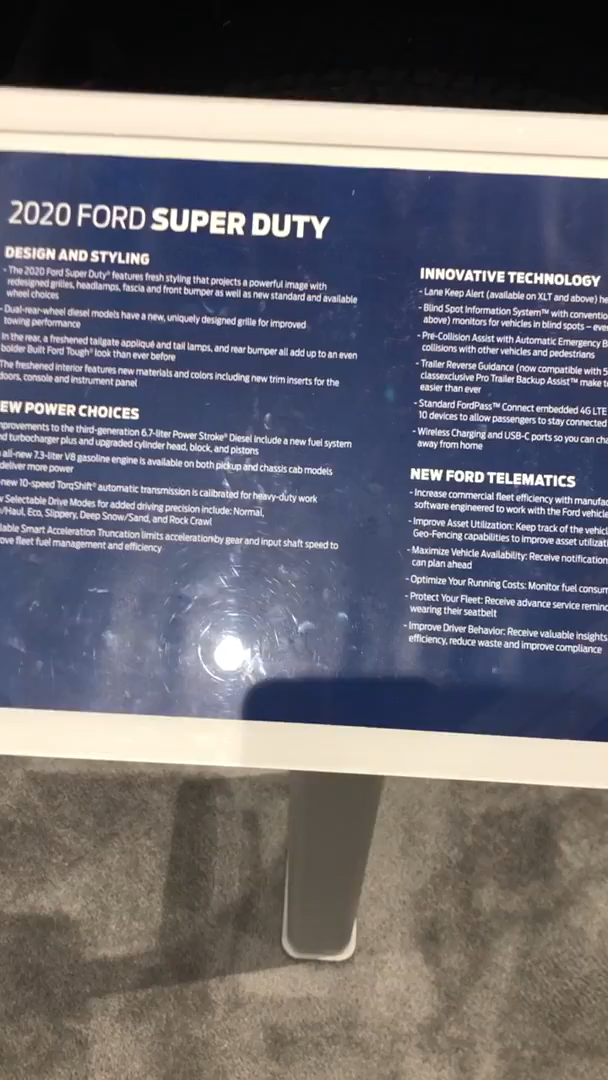 2020 FORD SUPER DUTY
DESIGN AND STYLING
- The 2020 Ford Super Duty® features fresh styling that projects a powerful image with
redesigned grilles, headlamps, fascia and front bumper as well as new standard and available
wheel choices
- Dual-rear-wheel diesel models have a new, uniquely designed grille for improved
towing performance
In the rear, a freshened tailgate appliqué and tail lamps, and rear bumper all add up to an even
bolder Built Ford Tough® look than ever before
The freshened interior features new materials and colors including new trim inserts for the
doors, console and instrument panel
EW POWER CHOICES
mprovements to the third-generation 6.7-liter Power Stroke® Diesel include a new fuel system
nd turbocharger plus and upgraded cylinder head, block, and pistons
all-new 7.3-liter V8 gasoline engine is available on both pickup and chassis cab models
deliver more power
new 10-speed TorqShift® automatic transmission is calibrated for heavy-duty work
Selectable Drive Modes for added driving precision include: Normal,
/Haul, Eco, Slippery, Deep Snow/Sand, and Rock Crawl
lable Smart Acceleration Truncation limits accelerationby gear and input shaft speed to
ove fleet fuel management and efficiency
INNOVATIVE TECHNOLOGY
- Lane Keep Alert (available on XLT and above) he
- Blind Spot Information System™ with conventio
above) monitors for vehicles in blind spots – eve
- Pre-Collision Assist with Automatic Emergency B
collisions with other vehicles and pedestrians
- Trailer Reverse Guidance (now compatible with 5
classexclusive Pro Trailer Backup Assist™ make t
easier than ever
- Standard FordPass™ Connect embedded 4G LTE
10 devices to allow passengers to stay connected
- Wireless Charging and USB-C ports so you can cha
away from home
NEW FORD TELEMATICS
- Increase commercial fleet efficiency with manufac
software engineered to work with the Ford vehicle
- Improve Asset Utilization: Keep track of the vehicl
Geo-Fencing capabilities to improve asset utilizati
- Maximize Vehicle Availability: Receive notification
can plan ahead
- Optimize Your Running Costs: Monitor fuel consum
- Protect Your Fleet: Receive advance service remin
wearing their seatbelt
- Improve Driver Behavior: Receive valuable insights
efficiency, reduce waste and improve compliance